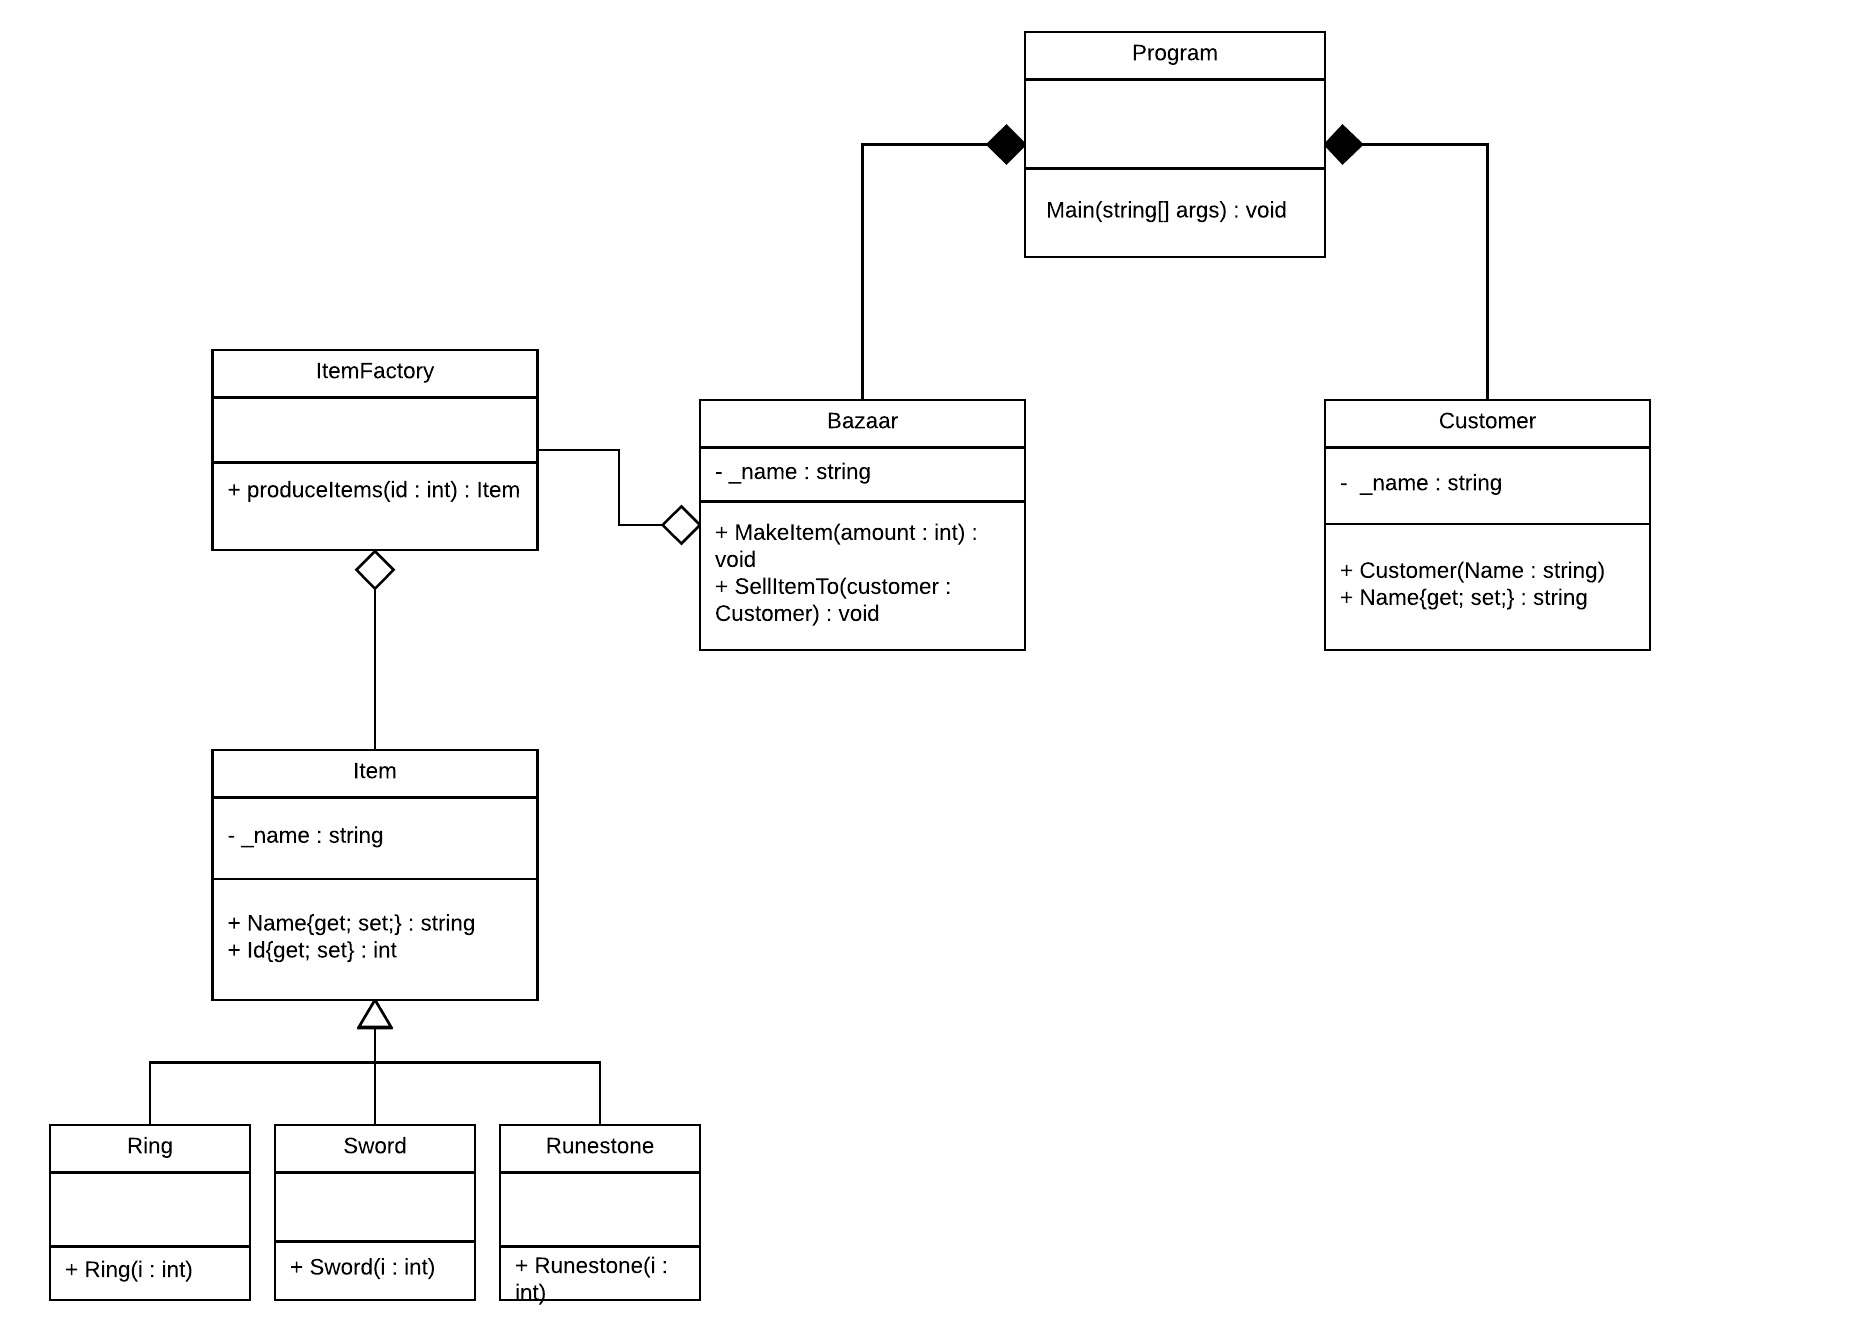 Program
Main(string[] args) : void
ItemFactory
+ produceItems(id : int) : Item
Bazaar
- _name : string
+ MakeItem(amount : int) :
void
+ SellItemTo(customer :
Customer) : void
Customer
-  _name : string
+ Customer(Name : string)
+ Name{get; set;} : string
Item
- _name : string
+ Name{get; set;} : string
+ Id{get; set} : int
Ring
+ Ring(i : int)
Sword
+ Sword(i : int)
Runestone
+ Runestone(i :
int)